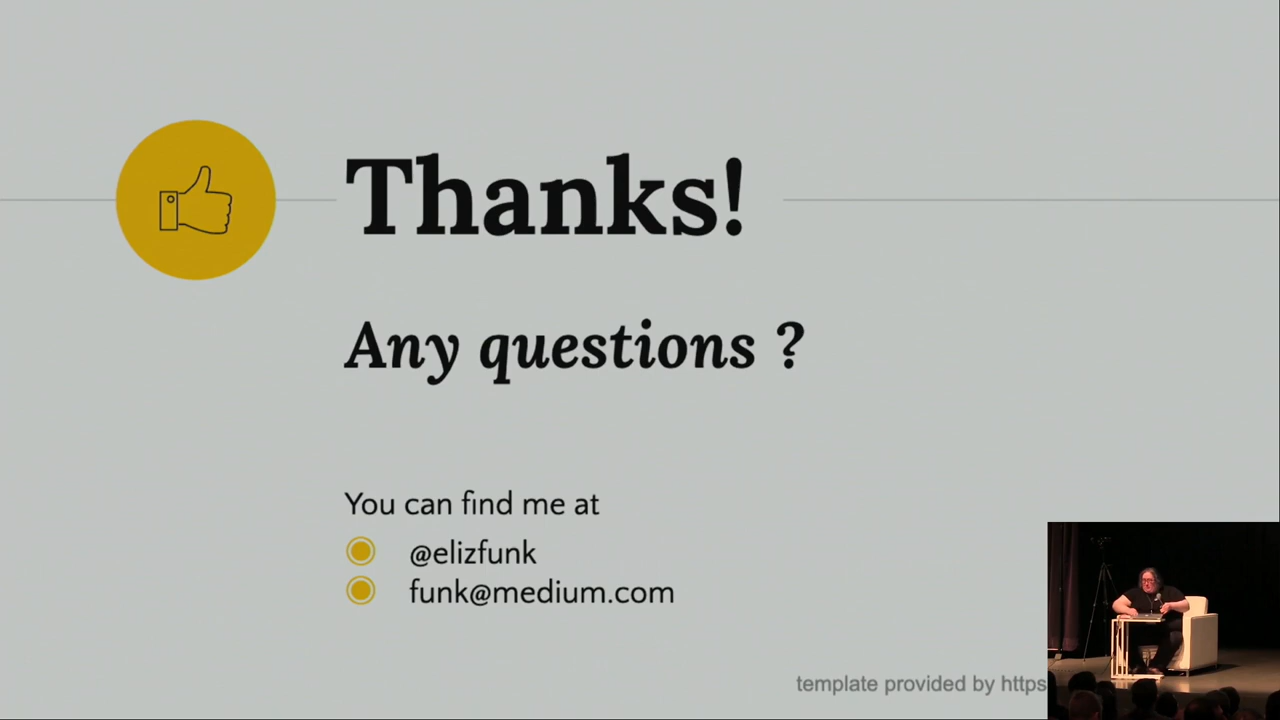 Thanks!
Any questions ?
You can find me at
@elizfunk
funk@medium.com
template provided by https